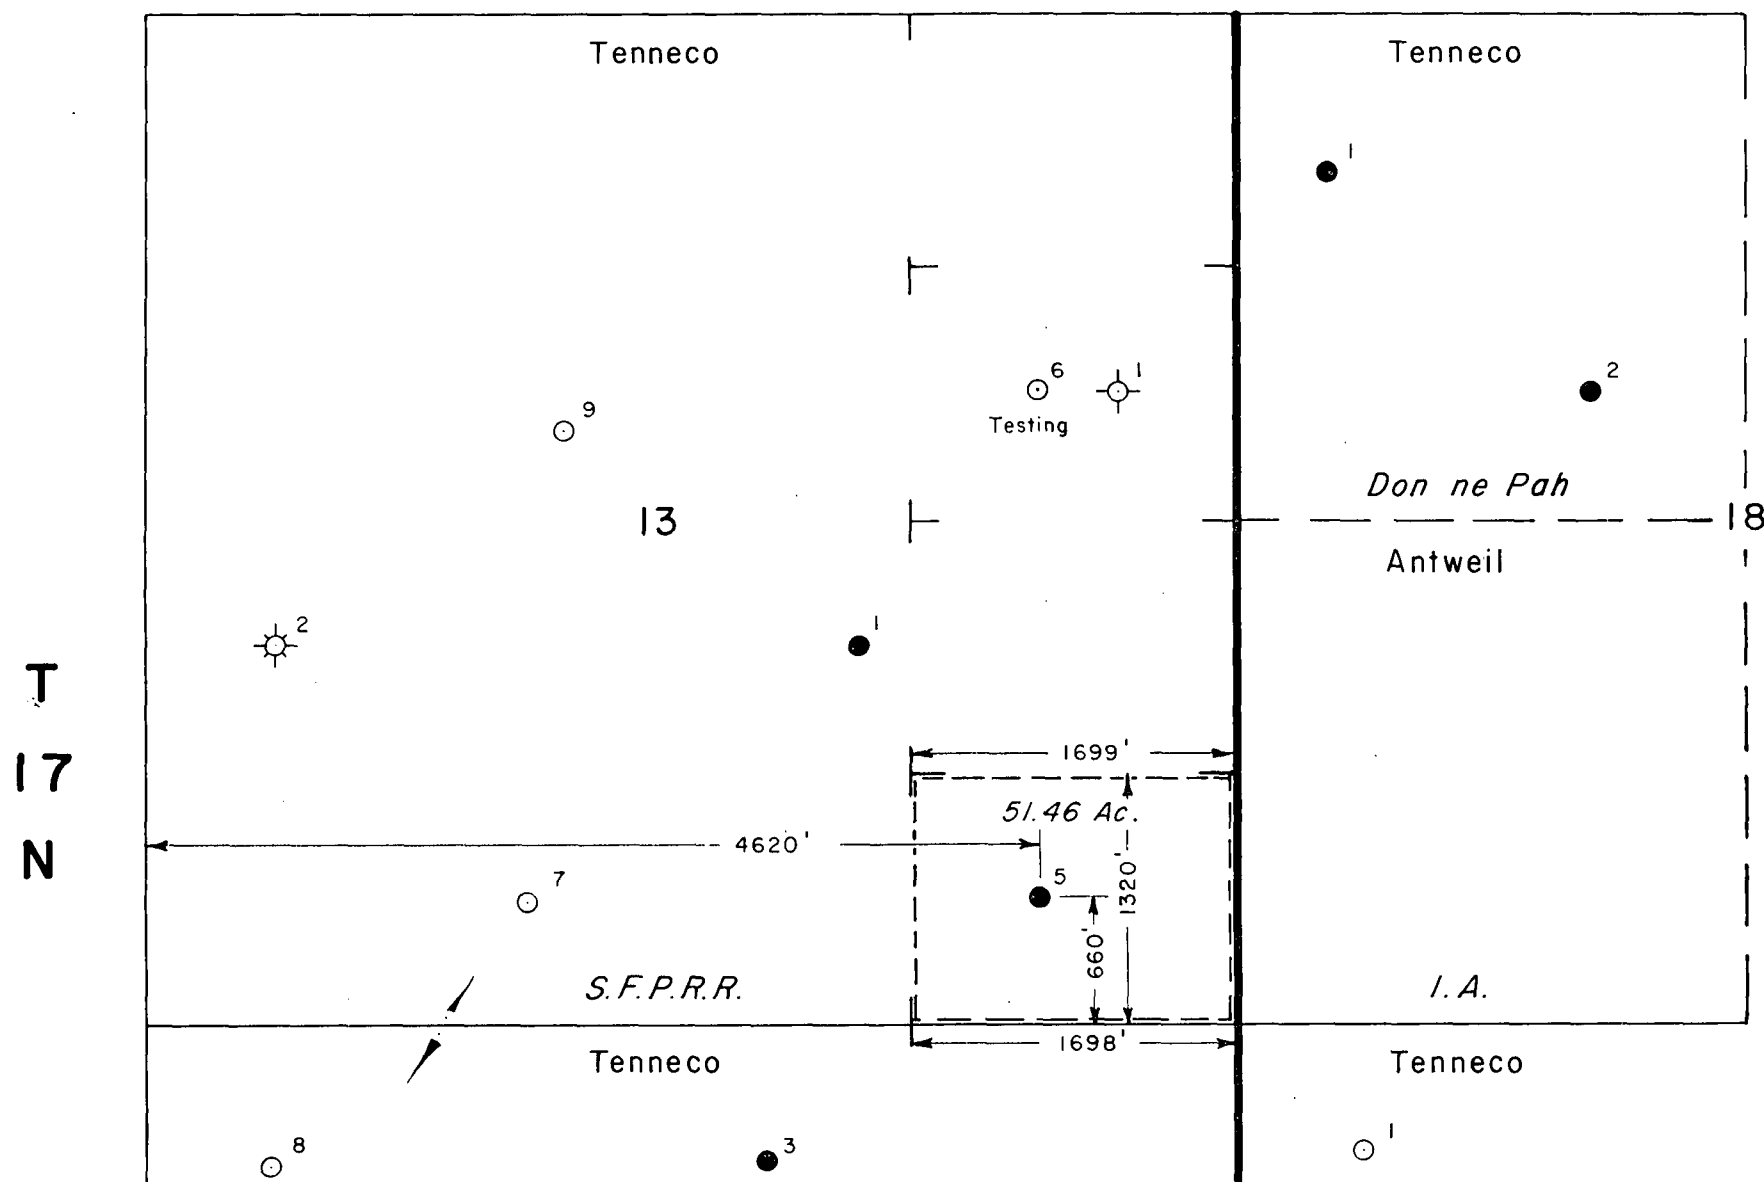 Tenneco
Tenneco
1
6
1
2
9
Testing
Don ne Pah
13
18
Antweil
2
1
T
17
N
1699'
51.46 Ac.
4620'
1320'
7
5
660'
S.F.P.R.R.
I.A.
1698'
Tenneco
Tenneco
8
3
1